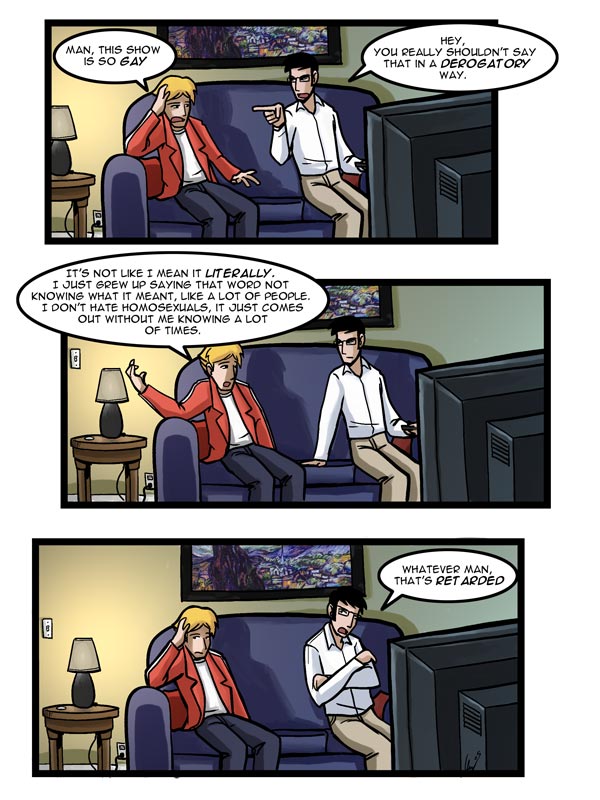 MAN, THIS SHOW
IS SO GAY
HEY,
YOU REALLY SHOULDN'T SAY
THAT IN A DEROGATORY
WAY.
IT'S NOT LIKE I MEAN IT LITERALLY.
I JUST GREW UP SAYING THAT WORD NOT
KNOWING WHAT IT MEANT, LIKE A LOT OF PEOPLE.
I DON'T HATE HOMOSEXUALS, IT JUST COMES
OUT WITHOUT ME KNOWING A LOT
OF TIMES.
WHATEVER MAN,
THAT'S RETARDED